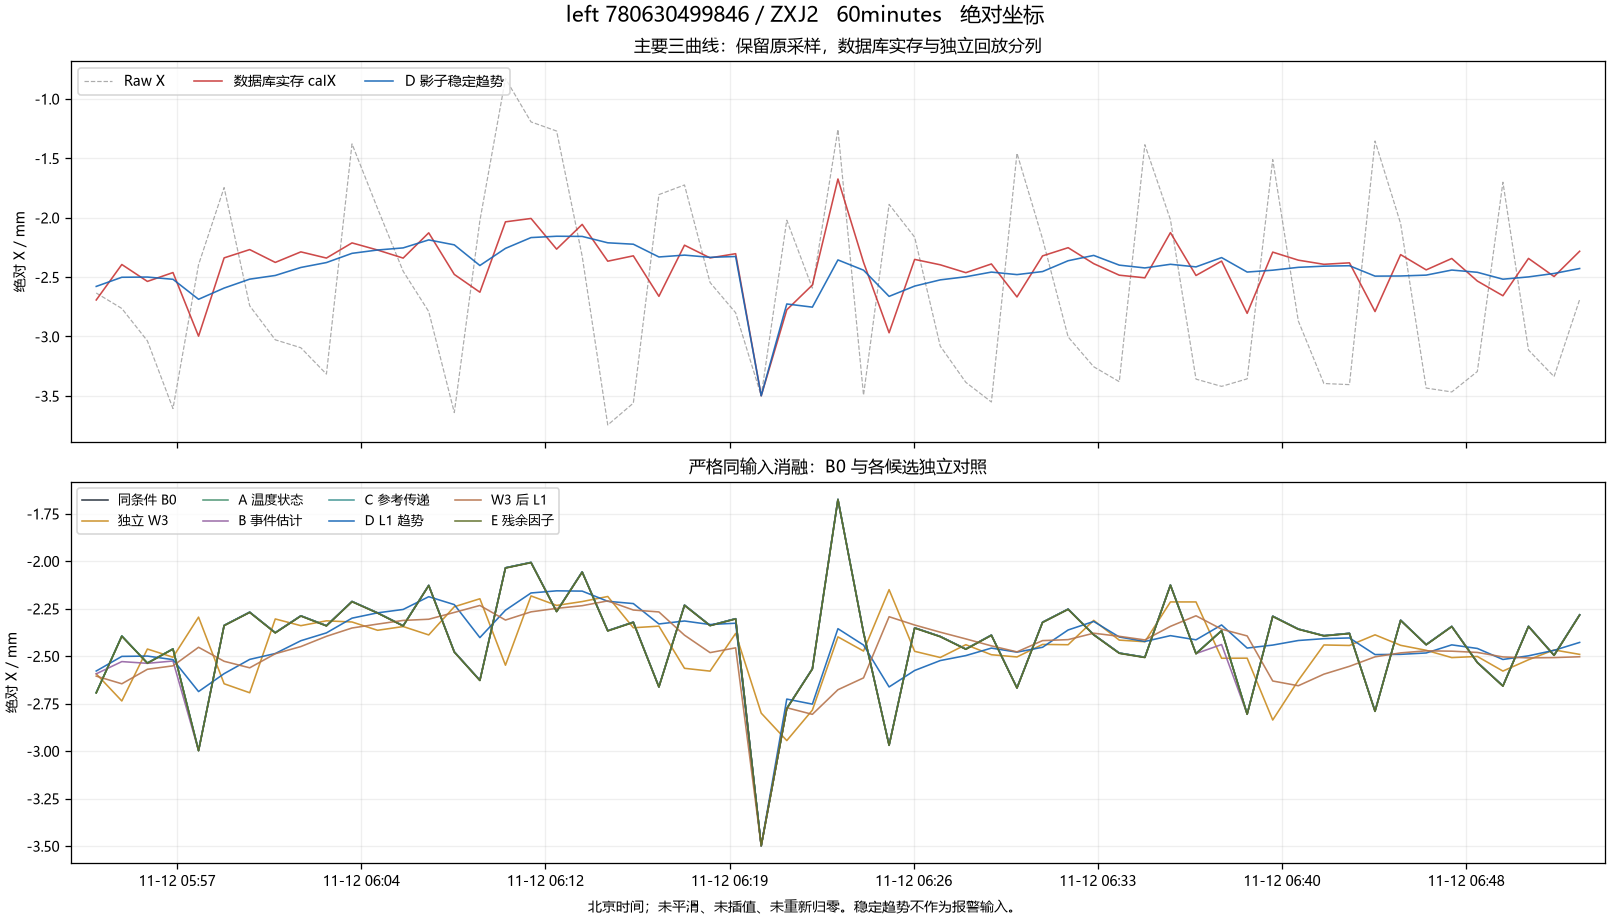 left 780630499846 / ZXJ2   60minutes   绝对坐标
主要三曲线：保留原采样，数据库实存与独立回放分列
Raw X
数据库实存 calX
D 影子稳定趋势
绝对 X / mm
-1.0
-1.5
-2.0
-2.5
-3.0
-3.5
严格同输入消融：B0 与各候选独立对照
同条件 B0
A 温度状态
C 参考传递
W3 后 L1
独立 W3
B 事件估计
D L1 趋势
E 残余因子
绝对 X / mm
-1.75
-2.00
-2.25
-2.50
-2.75
-3.00
-3.25
-3.50
11-12 05:57
11-12 06:04
11-12 06:12
11-12 06:19
11-12 06:26
11-12 06:33
11-12 06:40
11-12 06:48
北京时间；未平滑、未插值、未重新归零。稳定趋势不作为报警输入。